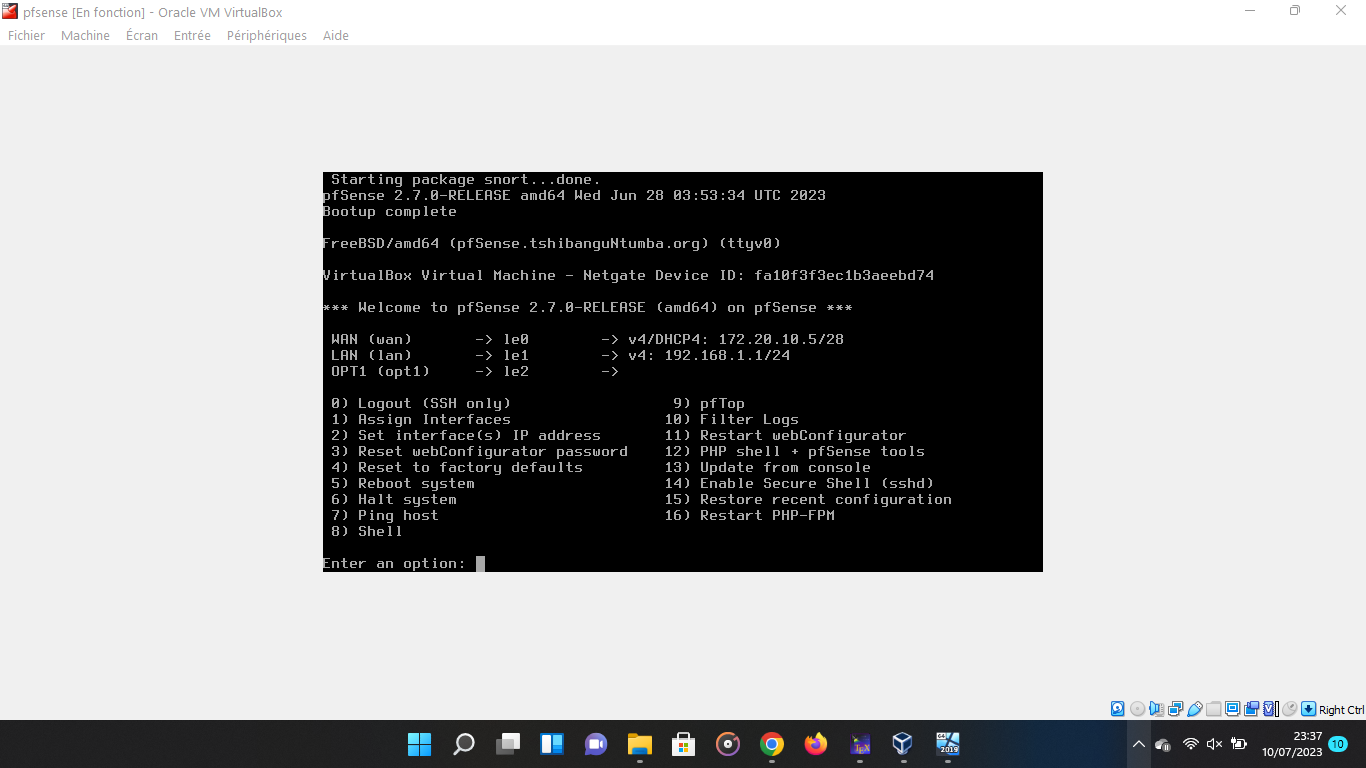 pfsense [En fonction] - Oracle VM VirtualBox
Fichier Machine Écran Entrée Périphériques Aide
Starting package snort...done.
pfSense 2.7.0-RELEASE amd64 Wed Jun 28 03:53:34 UTC 2023
Bootup complete
FreeBSD/amd64 (pfSense.tshibanguNtumba.org) (ttyv0)
VirtualBox Virtual Machine - Netgate Device ID: fa10f3f3ec1b3aeebd74
*** Welcome to pfSense 2.7.0-RELEASE (amd64) on pfSense ***
WAN (wan) -> le0 -> v4/DHCP4: 172.20.10.5/28
LAN (lan) -> le1 -> v4: 192.168.1.1/24
OPT1 (opt1) -> le2 ->
0) Logout (SSH only) 9) pfTop
1) Assign Interfaces 10) Filter Logs
2) Set interface(s) IP address 11) Restart webConfigurator
3) Reset webConfigurator password 12) PHP shell + pfSense tools
4) Reset to factory defaults 13) Update from console
5) Reboot system 14) Enable Secure Shell (sshd)
6) Halt system 15) Restore recent configuration
7) Ping host 16) Restart PHP-FPM
8) Shell
Enter an option:
Right Ctrl
23:37
10/07/2023 10
64
2019
TEX